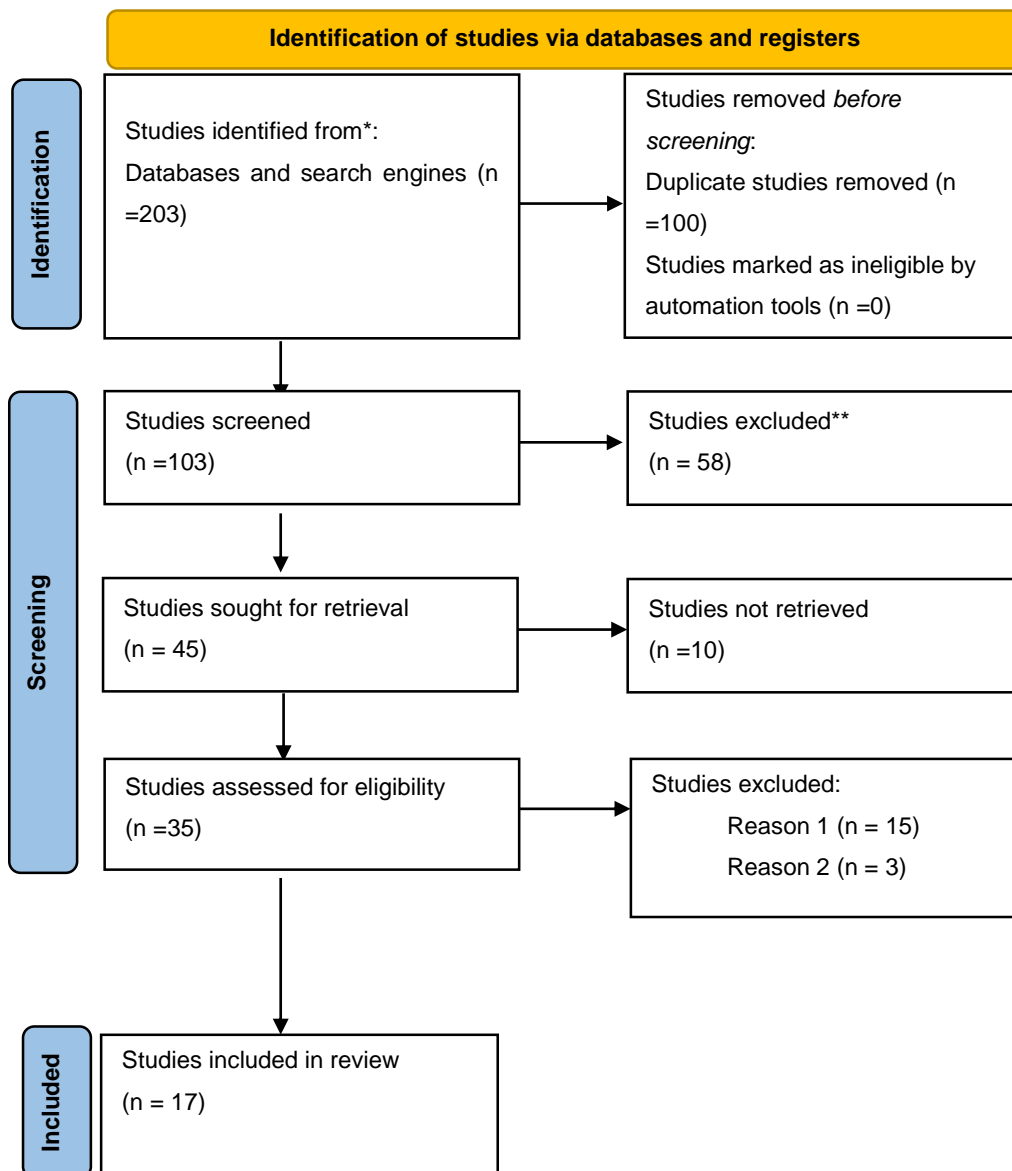 Identification of studies via databases and registers
Identification
Studies identified from*:
Databases and search engines (n
=203)
Studies removed before
screening:
Duplicate studies removed (n
=100)
Studies marked as ineligible by
automation tools (n =0)
Screening
Studies screened
(n =103)
Studies excluded**
(n = 58)
Studies sought for retrieval
(n = 45)
Studies not retrieved
(n =10)
Studies assessed for eligibility
(n =35)
Studies excluded:
Reason 1 (n = 15)
Reason 2 (n = 3)
Included
Studies included in review
(n = 17)